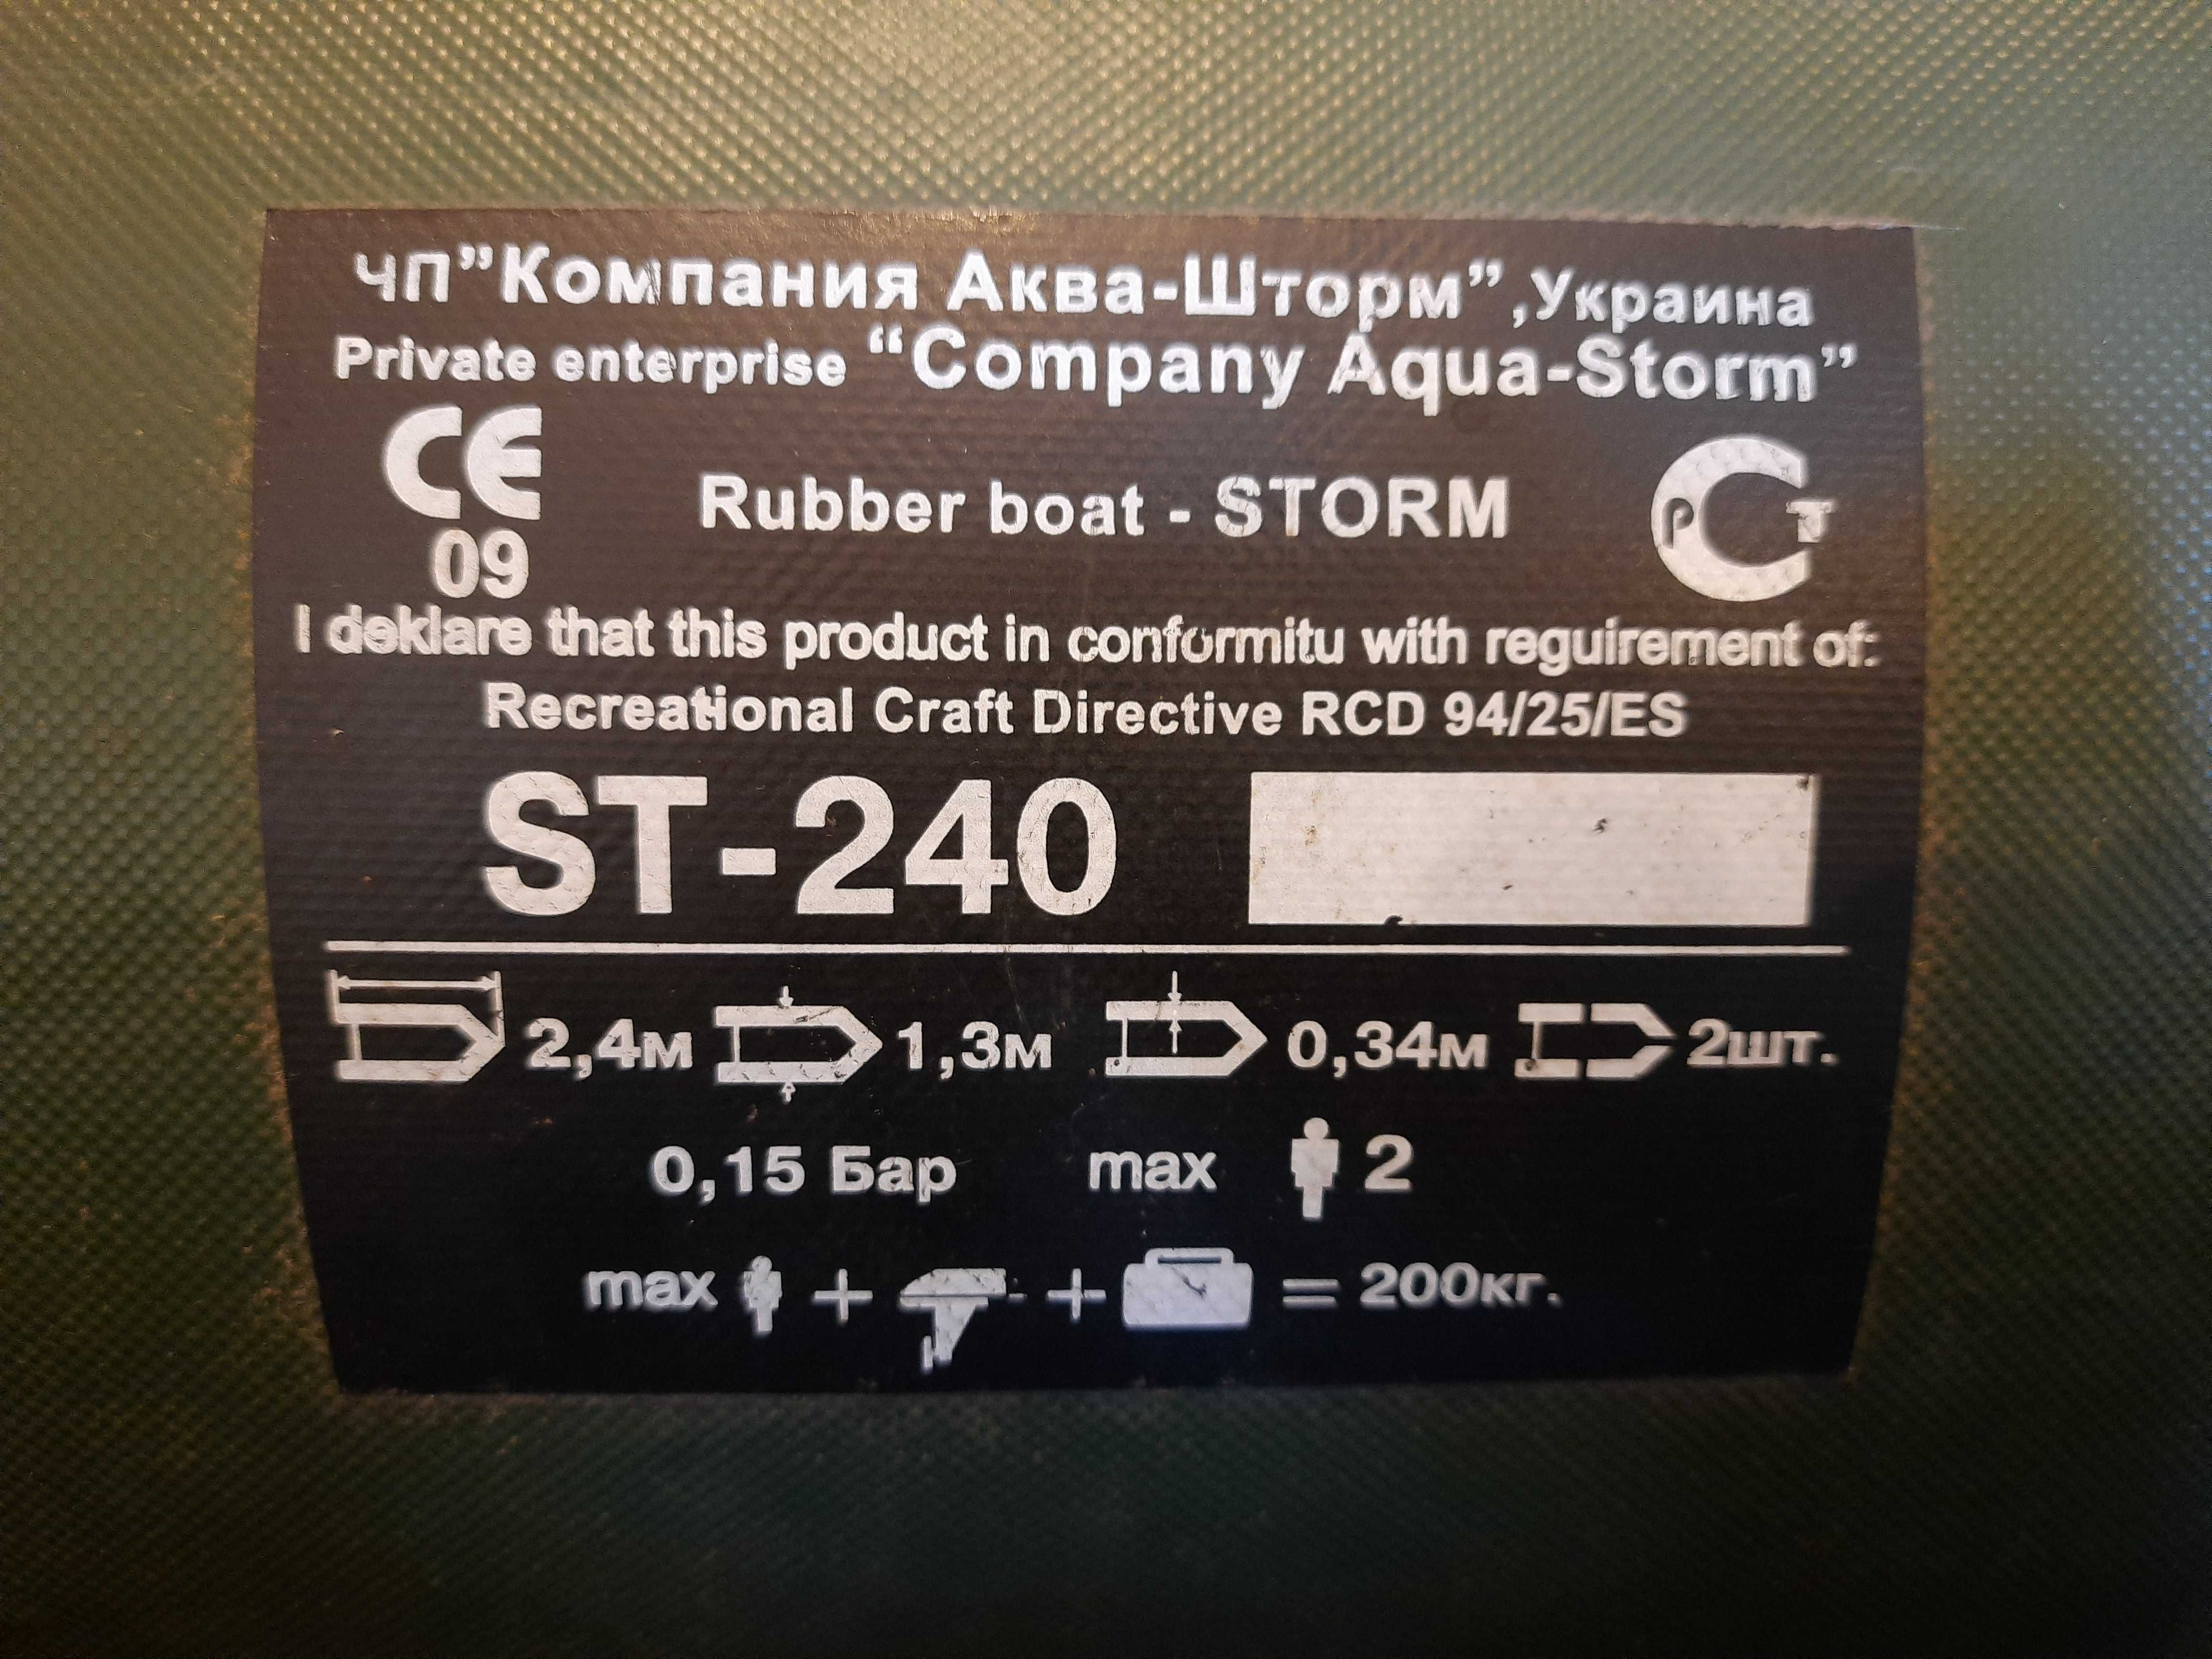 ЧП”Компания Аква-Шторм”,Украина
Private enterprise “Company Aqua-Storm”
CE
09
Rubber boat - STORM
РСТ
I deklare that this product in conformitu with reguirement of:
Recreational Craft Directive RCD 94/25/ES
ST-240
2,4м 1,3м 0,34м 2шт.
0,15 Бар max 2
max + + = 200кг.